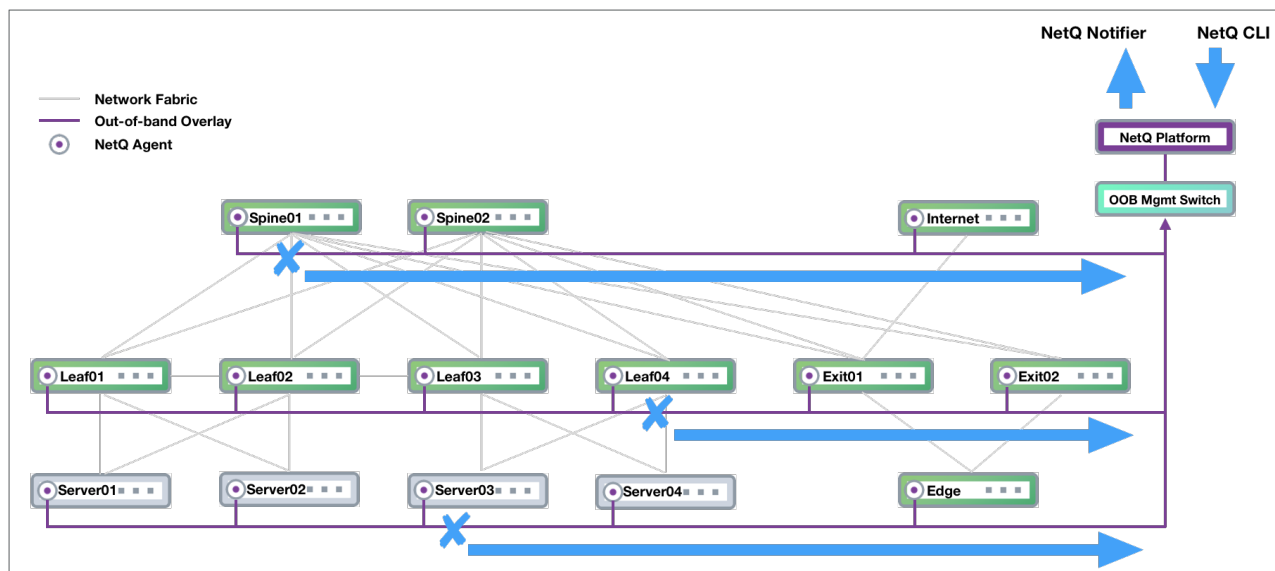 NetQ Notifier
NetQ CLI
Network Fabric
Out-of-band Overlay
NetQ Agent
NetQ Platform
OOB Mgmt Switch
Spine01
Spine02
Internet
Leaf01
Leaf02
Leaf03
Leaf04
Exit01
Exit02
Server01
Server02
Server03
Server04
Edge